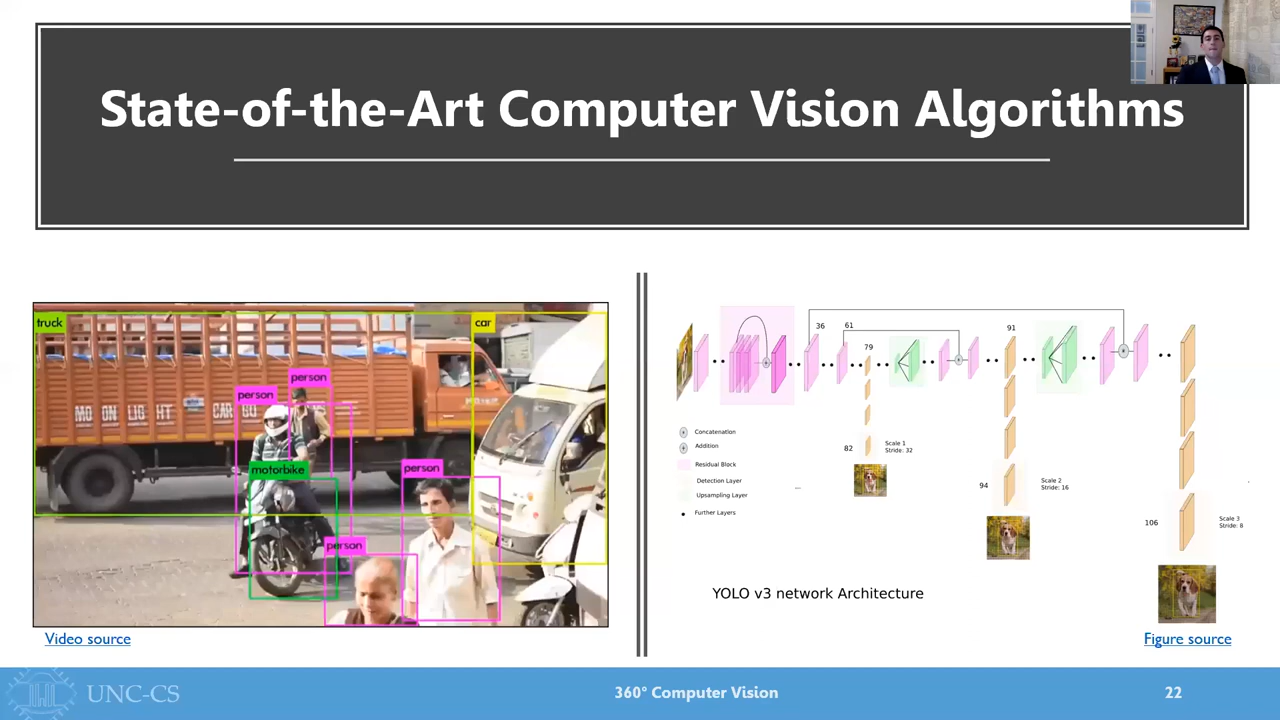 State-of-the-Art Computer Vision Algorithms
truck
car
person
person
motorbike
person
person
Video source
36
61
79
91
82
Scale 1
Stride: 32
94
Scale 2
Stride: 16
106
Scale 3
Stride: 8
Concatenation
Addition
Residual Block
Detection Layer
Upsampling Layer
Further Layers
YOLO v3 network Architecture
Figure source
UNC-CS
360° Computer Vision
22